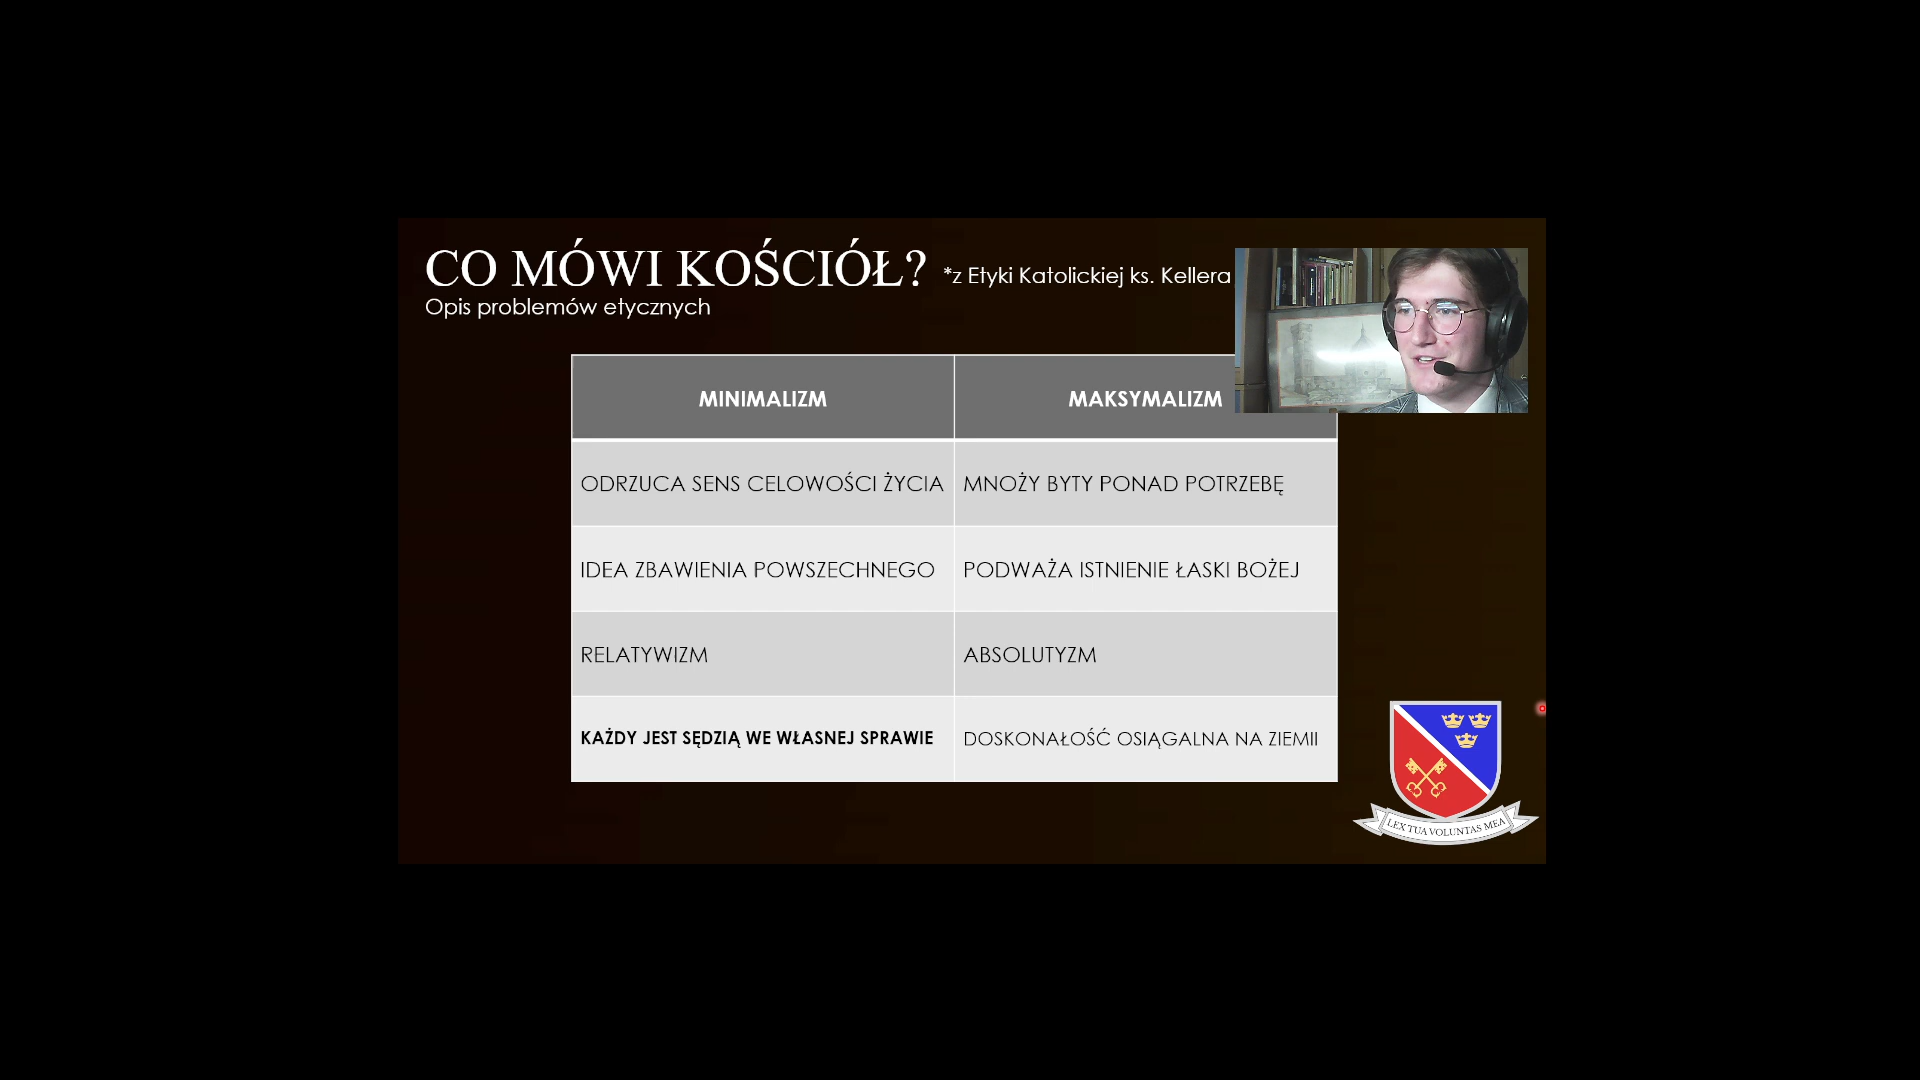 CO MÓWI KOŚCIÓŁ? *z Etyki Katolickiej ks. Kellera
Opis problemów etycznych
MINIMALIZM MAKSYMALIZM
ODRZUCA SENS CELOWOŚCI ŻYCIA MNOŻY BYTY PONAD POTRZEBĘ
IDEA ZBAWIENIA POWSZECHNEGO PODWAŻA ISTNIENIE ŁASKI BOŻEJ
RELATYWIZM ABSOLUTYZM
KAŻDY JEST SĘDZIĄ WE WŁASNEJ SPRAWIE DOSKONAŁOŚĆ OSIĄGALNA NA ZIEMII
LEX TUA VOLUNTAS MEA